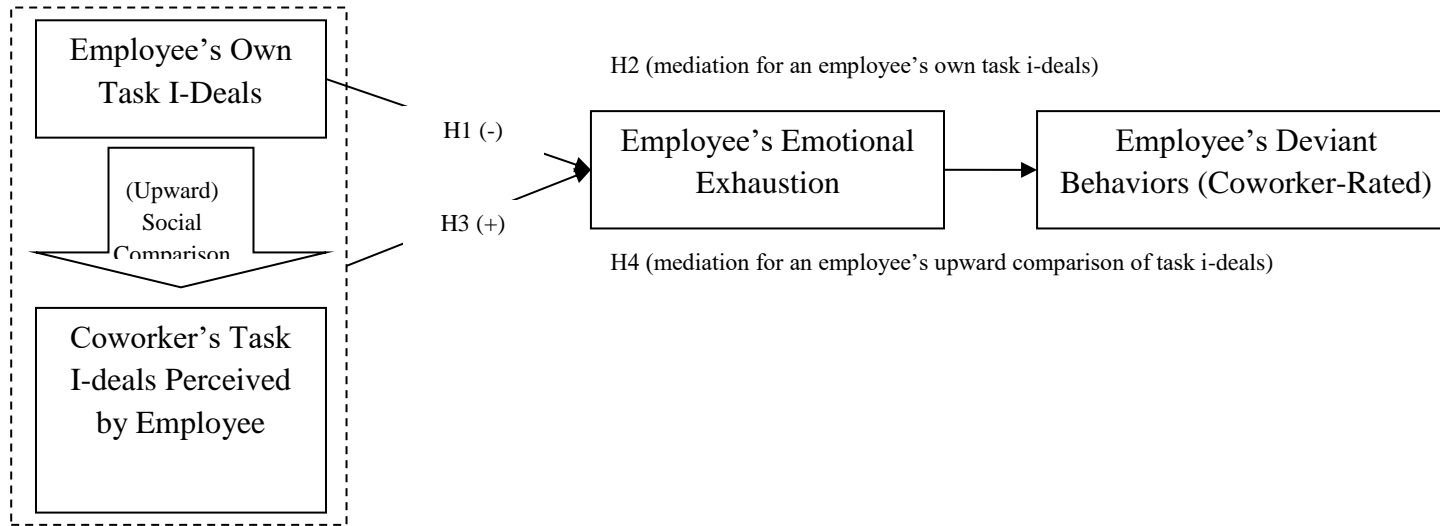 Employee’s Own
Task I-Deals
(Upward)
Social
Comparison
Coworker’s Task
I-deals Perceived
by Employee
H1 (-)
H3 (+)
H2 (mediation for an employee’s own task i-deals)
Employee’s Emotional
Exhaustion
H4 (mediation for an employee’s upward comparison of task i-deals)
Employee’s Deviant
Behaviors (Coworker-Rated)